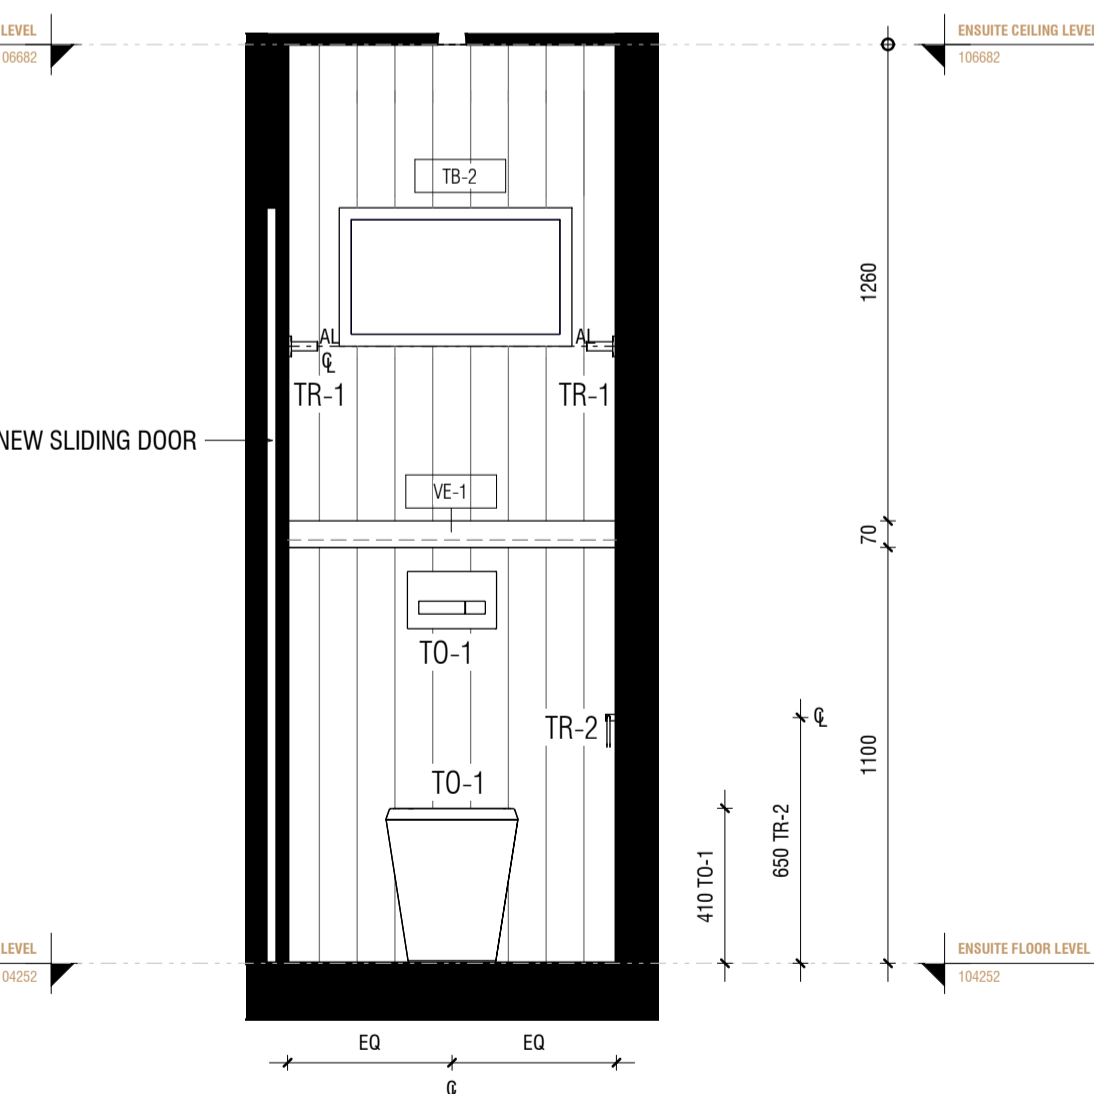 LEVEL
06682
ENSUITE CEILING LEVEL
106682
TB-2
1260
AL
AL
℄
TR-1
TR-1
NEW SLIDING DOOR
VE-1
70
TO-1
TR-2
℄
1100
TO-1
650 TR-2
410 TO-1
LEVEL
04252
ENSUITE FLOOR LEVEL
104252
EQ
EQ
℄